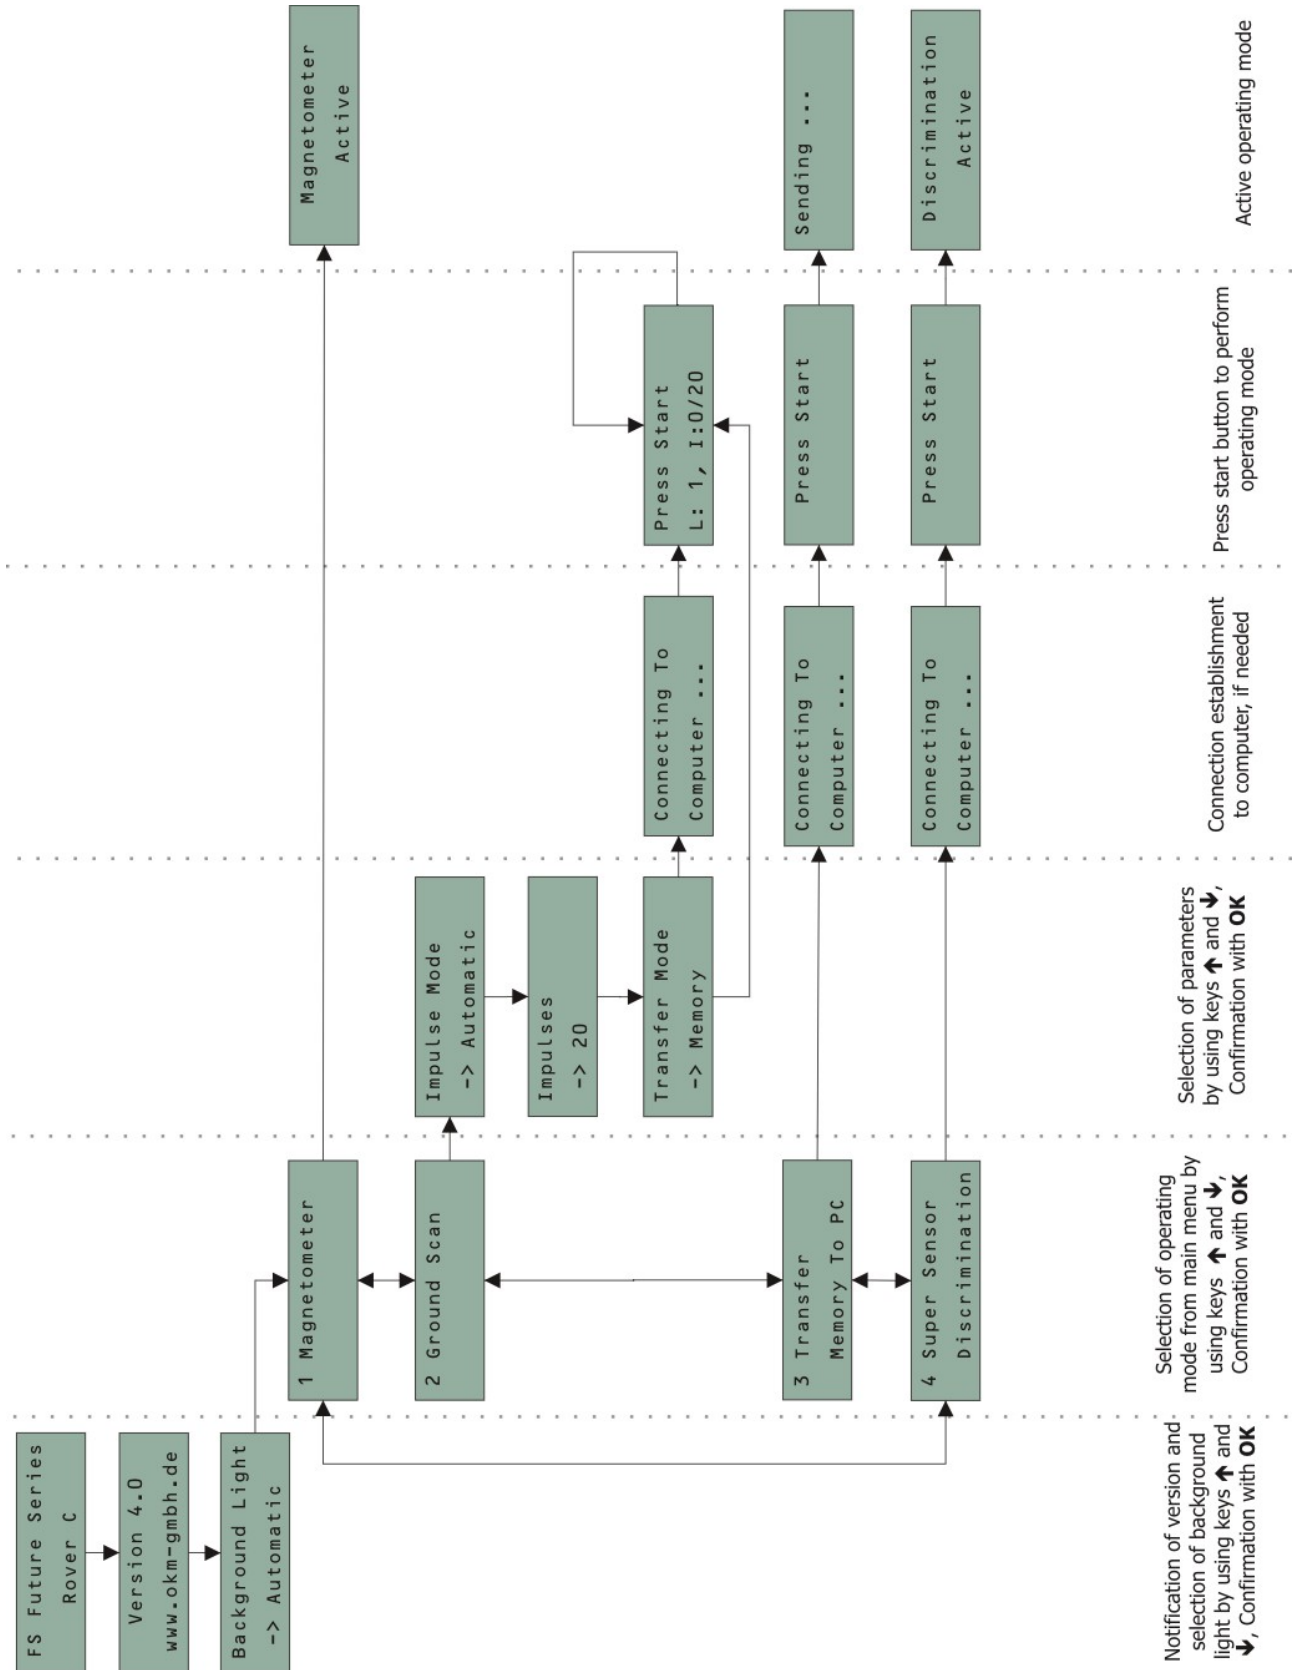 FS Future Series
Rover C
Version 4.0
www.okm-gmbh.de
Background Light
-> Automatic
Notification of version and
selection of background
light by using keys 🡹 and
🡻, Confirmation with OK
1 Magnetometer
2 Ground Scan
3 Transfer
Memory To PC
4 Super Sensor
Discrimination
Selection of operating
mode from main menu by
using keys 🡹 and 🡻,
Confirmation with OK
Impulse Mode
-> Automatic
Impulses
-> 20
Transfer Mode
-> Memory
Selection of parameters
by using keys 🡹 and 🡻,
Confirmation with OK
Connecting To
Computer ...
Connecting To
Computer ...
Connecting To
Computer ...
Connection establishment
to computer, if needed
Press Start
L: 1, I:0/20
Press Start
Press Start
Press start button to perform
operating mode
Magnetometer
Active
Sending ...
Discrimination
Active
Active operating mode